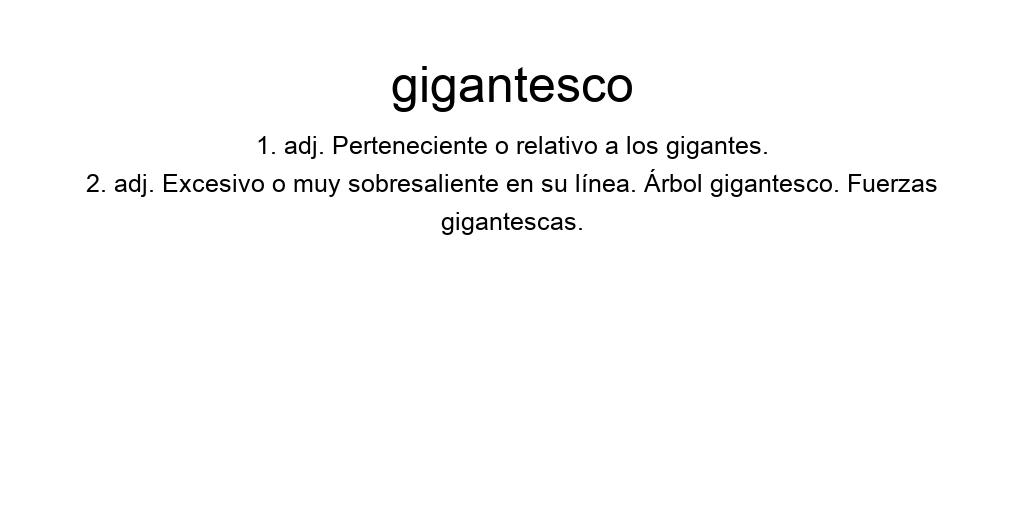 gigantesco
1. adj. Perteneciente o relativo a los gigantes.
2. adj. Excesivo o muy sobresaliente en su línea. Árbol gigantesco. Fuerzas
gigantescas.